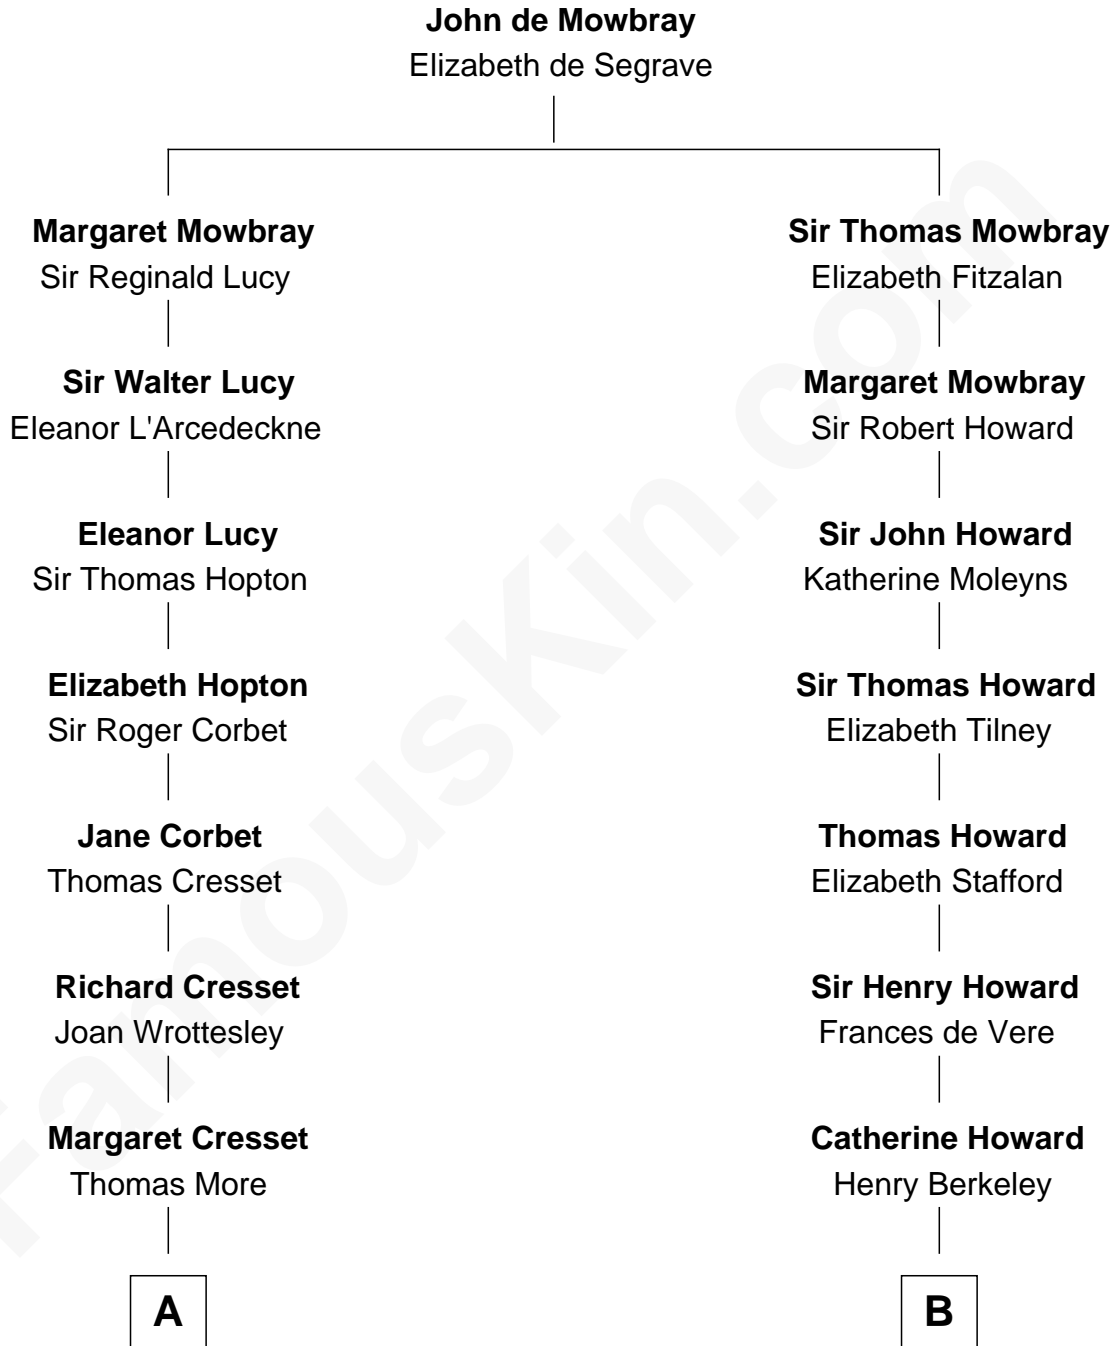 John de Mowbray
Elizabeth de Segrave
Margaret Mowbray
Sir Reginald Lucy
Sir Thomas Mowbray
Elizabeth Fitzalan
Sir Walter Lucy
Eleanor L'Arcedeckne
Margaret Mowbray
Sir Robert Howard
Eleanor Lucy
Sir Thomas Hopton
Sir John Howard
Katherine Moleyns
Elizabeth Hopton
Sir Roger Corbet
Sir Thomas Howard
Elizabeth Tilney
Jane Corbet
Thomas Cresset
Thomas Howard
Elizabeth Stafford
Richard Cresset
Joan Wrottesley
Sir Henry Howard
Frances de Vere
Margaret Cresset
Thomas More
Catherine Howard
Henry Berkeley
A
B
FamousKin.com